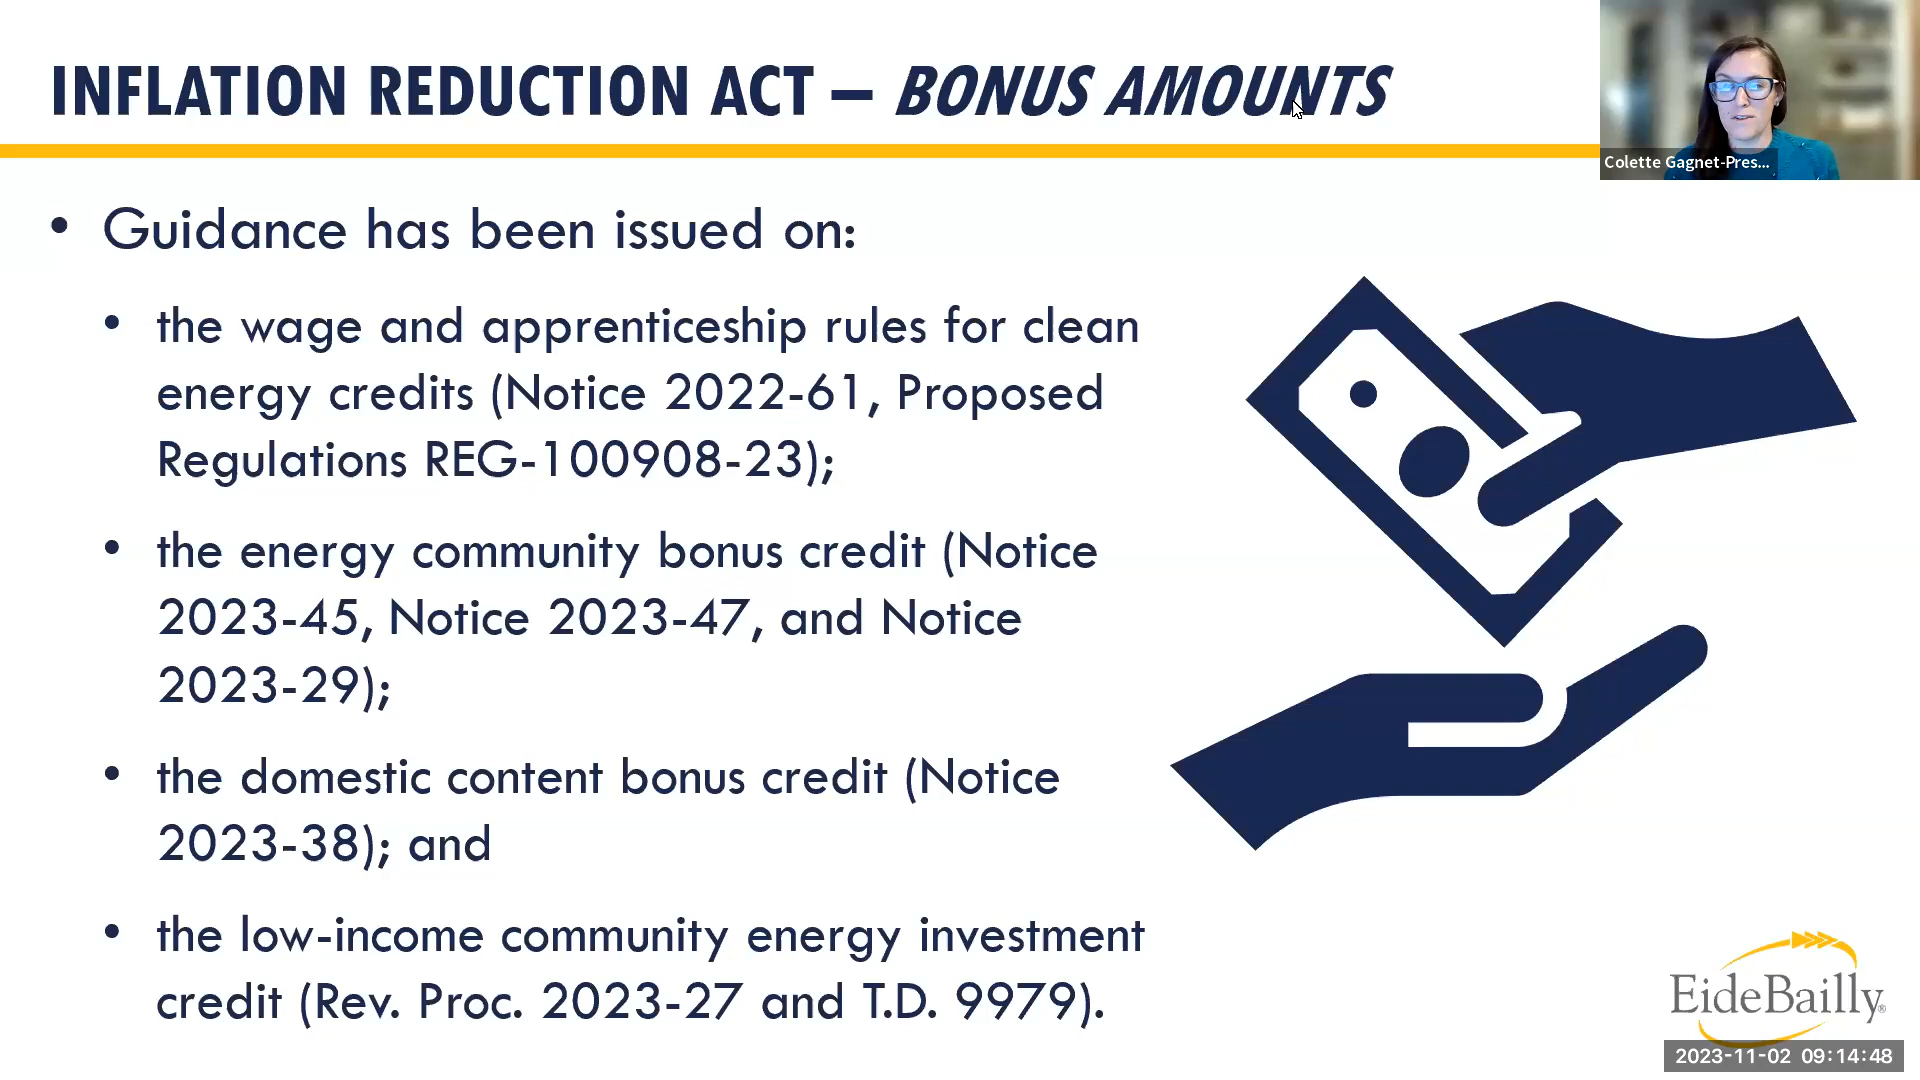 INFLATION REDUCTION ACT – BONUS AMOUNTS
Colette Gagnet-Pres...
• Guidance has been issued on:
• the wage and apprenticeship rules for clean
energy credits (Notice 2022-61, Proposed
Regulations REG-100908-23);
• the energy community bonus credit (Notice
2023-45, Notice 2023-47, and Notice
2023-29);
• the domestic content bonus credit (Notice
2023-38); and
• the low-income community energy investment
credit (Rev. Proc. 2023-27 and T.D. 9979).
EideBailly®
2023-11-02 09:14:48